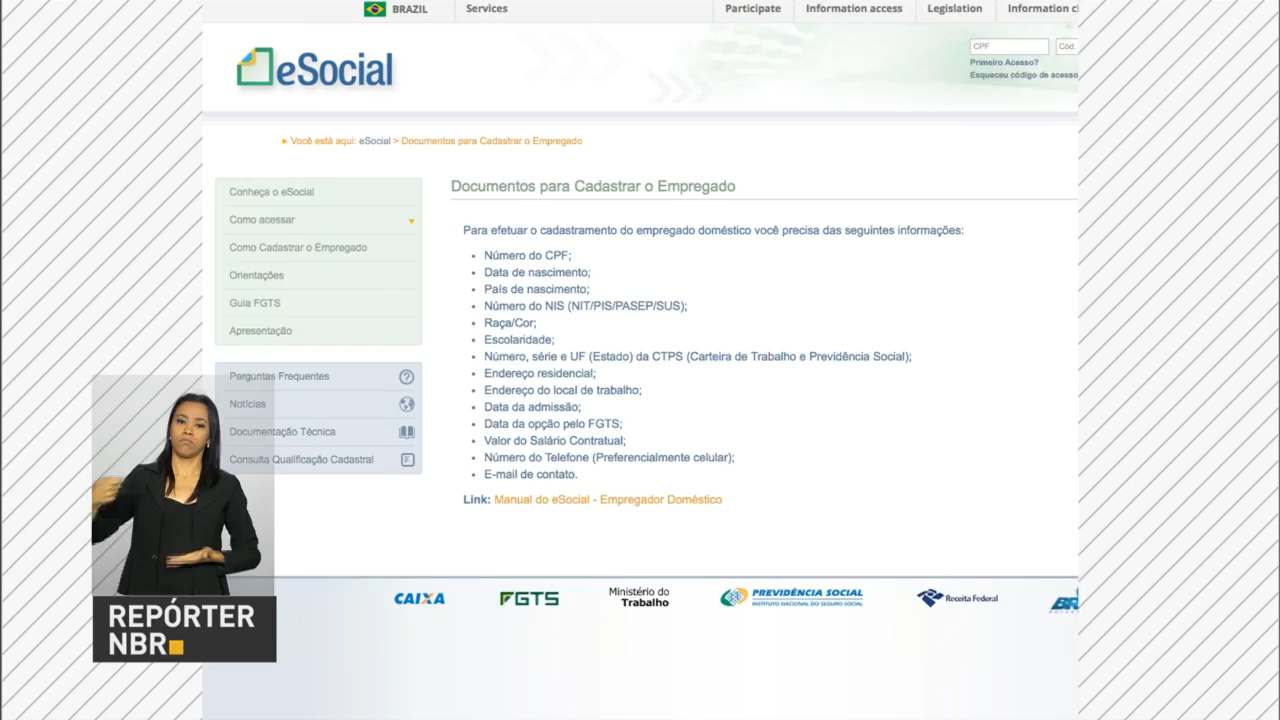 BRAZIL
Services
Participate
Information access
Legislation
Information
eSocial
CPF
Cód.
Primeiro Acesso?
Esqueceu código de acesso
Você está aqui: eSocial > Documentos para Cadastrar o Empregado
Conheça o eSocial
Como acessar
Como Cadastrar o Empregado
Orientações
Guia FGTS
Apresentação
Perguntas Frequentes
Notícias
Documentação Técnica
Consulta Qualificação Cadastral
Documentos para Cadastrar o Empregado
Para efetuar o cadastramento do empregado doméstico você precisa das seguintes informações:
Número do CPF;
Data de nascimento;
País de nascimento;
Número do NIS (NIT/PIS/PASEP/SUS);
Raça/Cor;
Escolaridade;
Número, série e UF (Estado) da CTPS (Carteira de Trabalho e Previdência Social);
Endereço residencial;
Endereço do local de trabalho;
Data da admissão;
Data da opção pelo FGTS;
Valor do Salário Contratual;
Número do Telefone (Preferencialmente celular);
E-mail de contato.
Link: Manual do eSocial - Empregador Doméstico
CAIXA
FGTS
Ministério do
Trabalho
PREVIDÊNCIA SOCIAL
INSTITUTO NACIONAL DO SEGURO SOCIAL
Receita Federal
REPÓRTER
NBR